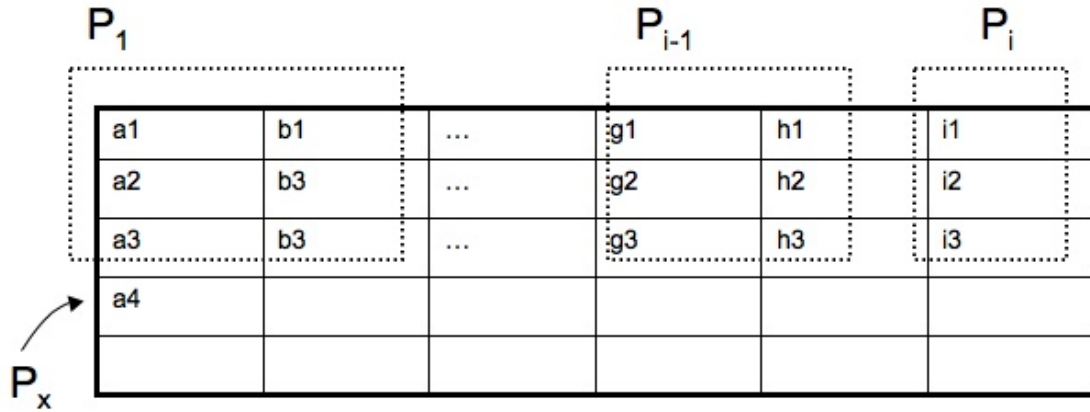 P1 Pi-1 Pi
a1 b1 ... g1 h1 i1
a2 b3 ... g2 h2 i2
a3 b3 ... g3 h3 i3
a4
Px